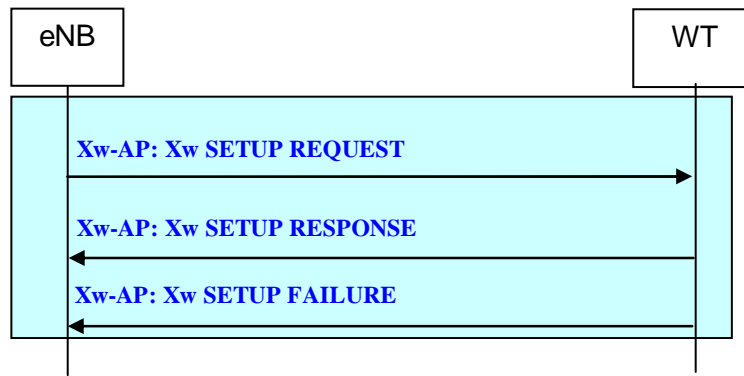 eNB
WT
Xw-AP: Xw SETUP REQUEST
Xw-AP: Xw SETUP RESPONSE
Xw-AP: Xw SETUP FAILURE